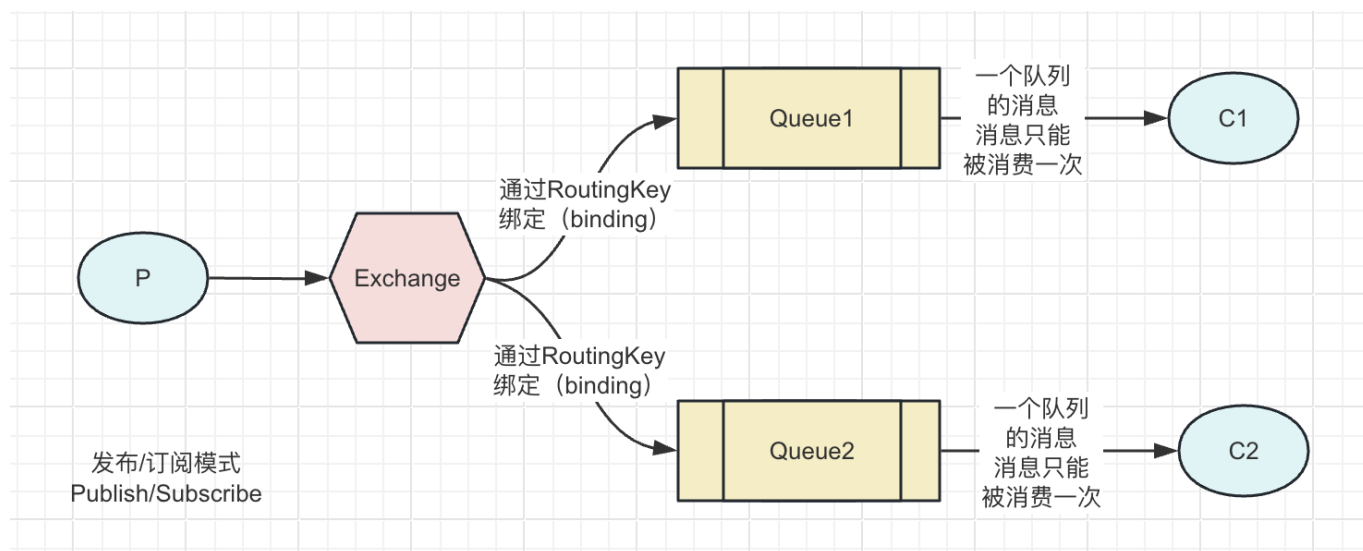 一个队列
的消息
消息只能
被消费一次
Queue1
C1
通过RoutingKey
绑定（binding）
P
Exchange
通过RoutingKey
绑定（binding）
一个队列
的消息
消息只能
被消费一次
Queue2
C2
发布/订阅模式
Publish/Subscribe